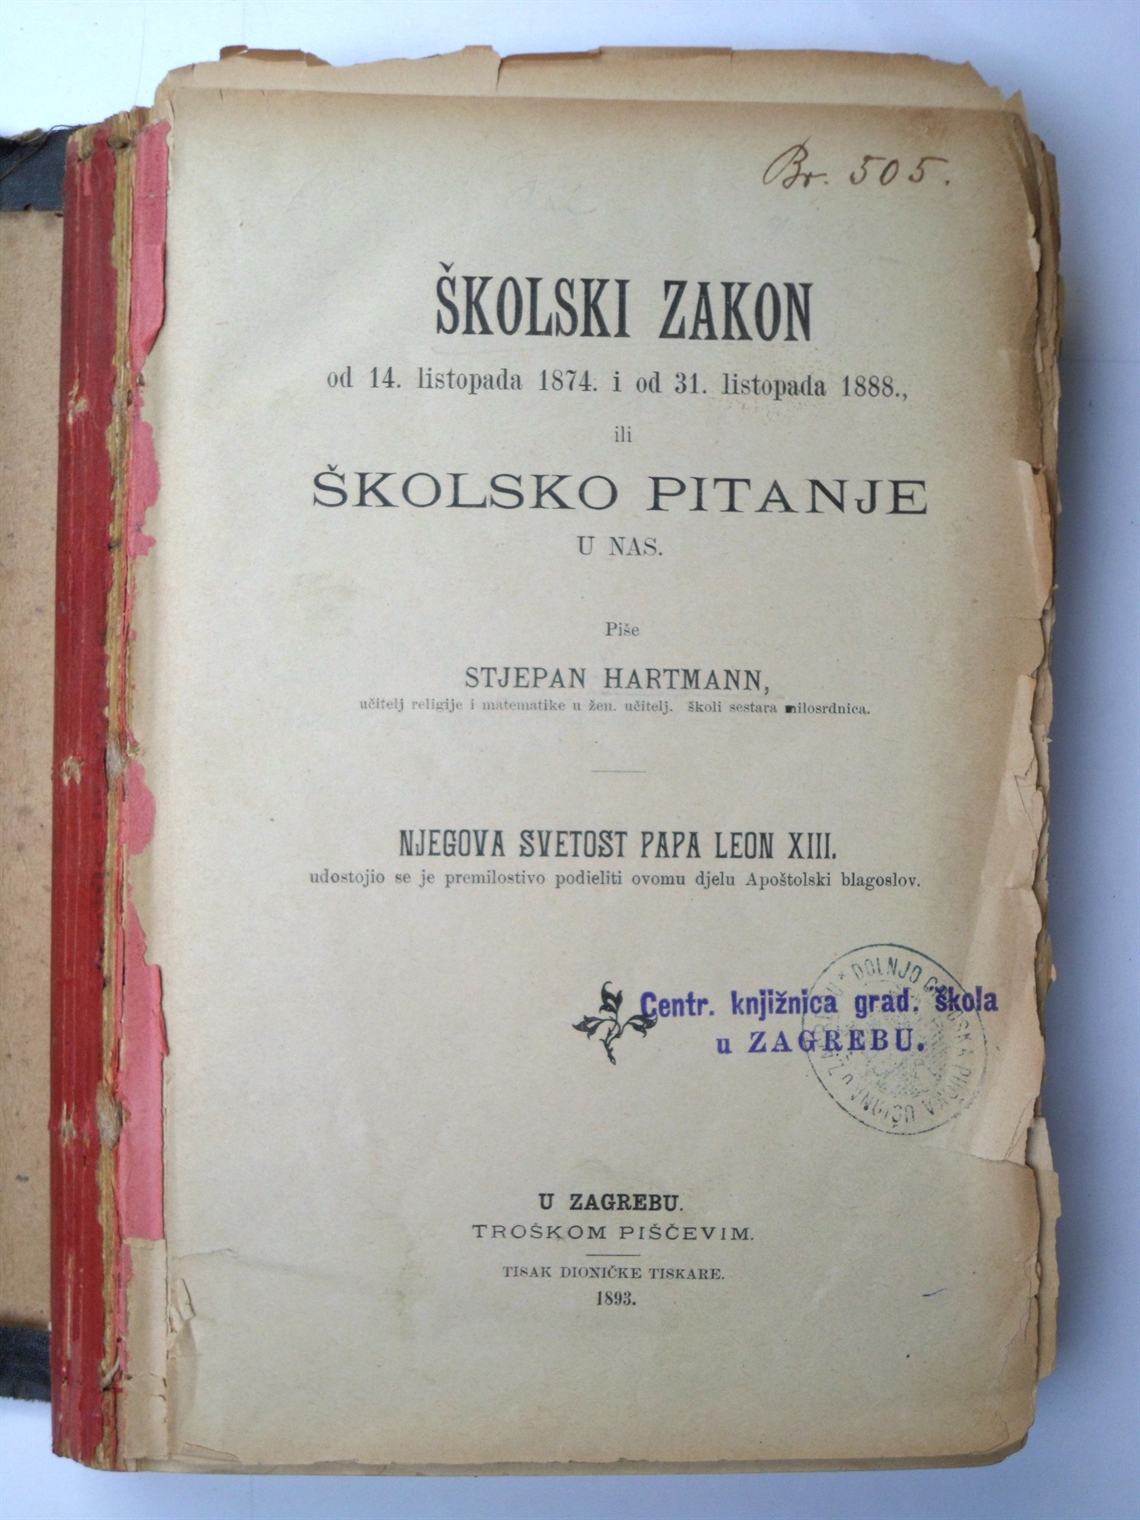 Br. 505.
ŠKOLSKI ZAKON
od 14. listopada 1874. i od 31. listopada 1888.,
ili
ŠKOLSKO PITANJE
U NAS.
Piše
STJEPAN HARTMANN,
učitelj religije i matematike u žen. učitelj. školi sestara milosrdnica.
NJEGOVA SVETOST PAPA LEON XIII.
udostojio se je premilostivo podieliti ovomu djelu Apoštolski blagoslov.
Centr. knjižnica grad. škola
u ZAGREBU.
DOLNJO
U ZAGREBU.
TROŠKOM PIŠČEVIM.
TISAK DIONIČKE TISKARE.
1893.